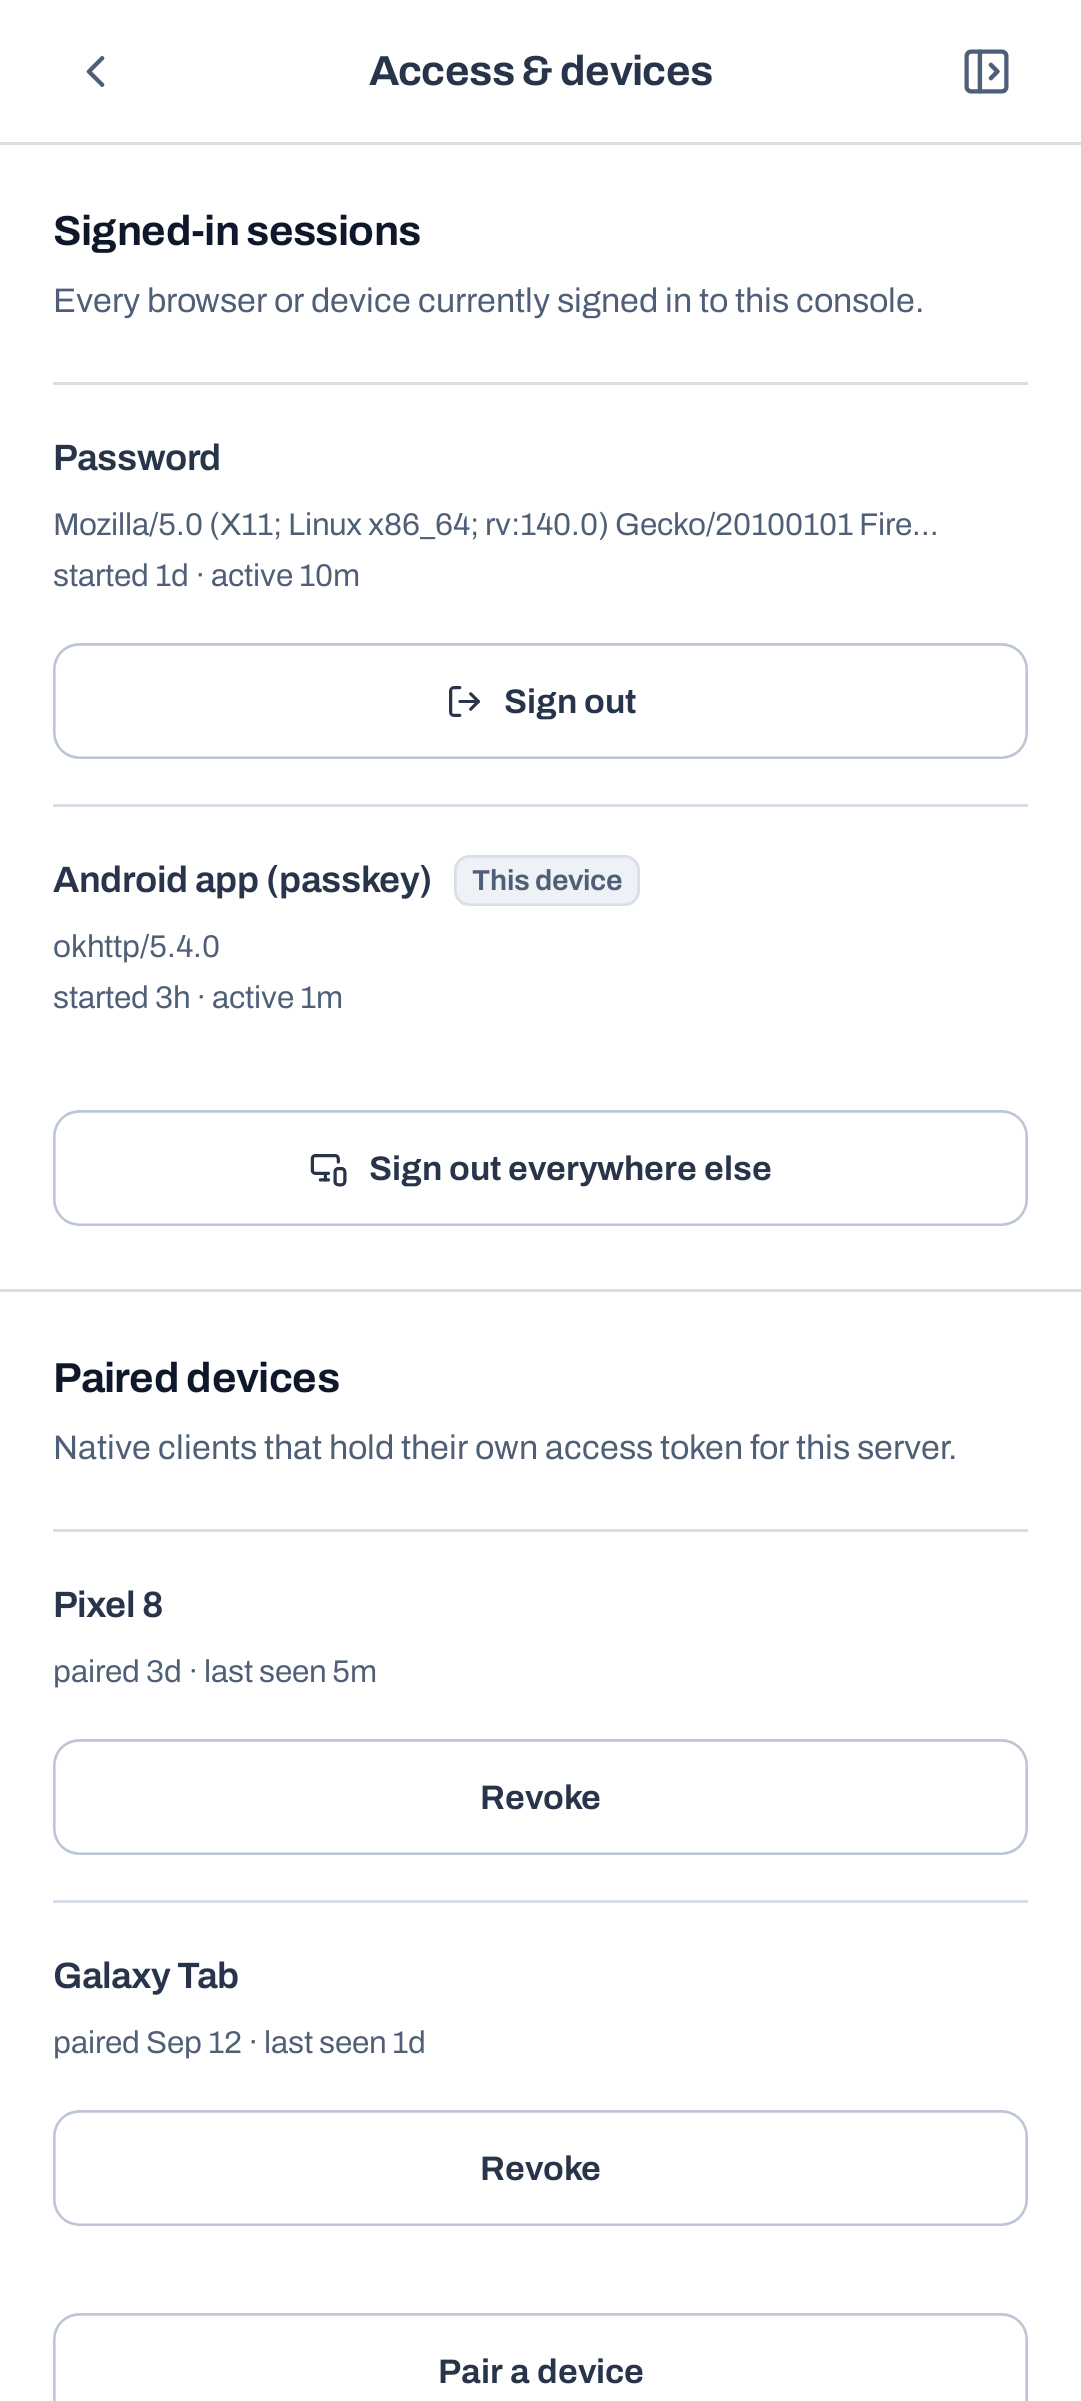 Access & devices
Signed-in sessions
Every browser or device currently signed in to this console.
Password
Mozilla/5.0 (X11; Linux x86_64; rv:140.0) Gecko/20100101 Fire...
started 1d · active 10m
Sign out
Android app (passkey) This device
okhttp/5.4.0
started 3h · active 1m
Sign out everywhere else
Paired devices
Native clients that hold their own access token for this server.
Pixel 8
paired 3d · last seen 5m
Revoke
Galaxy Tab
paired Sep 12 · last seen 1d
Revoke
Pair a device